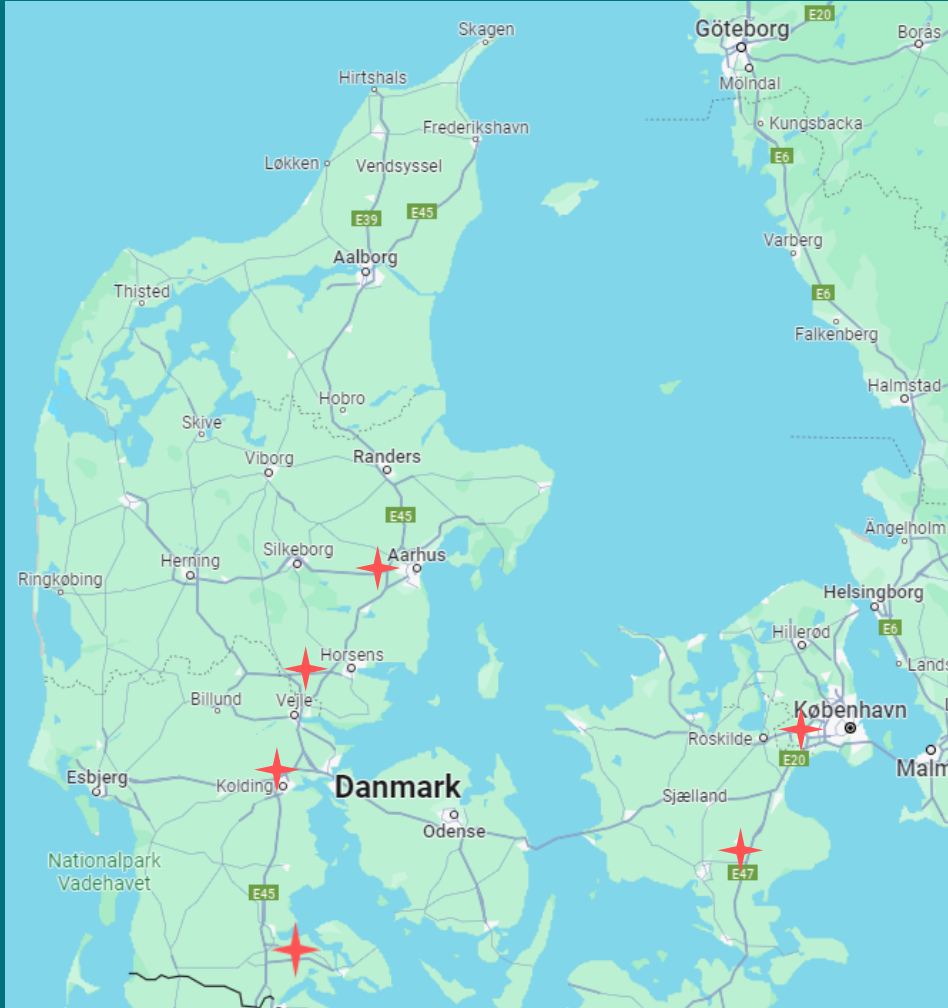 E20
Skagen
Göteborg
Borås
Mölndal
Hirtshals
Frederikshavn
Kungsbacka
E6
Løkken
Vendsyssel
E39
E45
Varberg
Aalborg
Thisted
E6
Falkenberg
Halmstad
Hobro
Skive
Viborg
Randers
E45
Ängelholm
Silkeborg
Aarhus
Herning
Ringkøbing
Helsingborg
E6
Hillerød
Horsens
Lands
Billund
Vejle
København
Roskilde
E20
Malm
Esbjerg
Kolding
Danmark
Sjælland
Odense
Nationalpark
Vadehavet
E47
E45